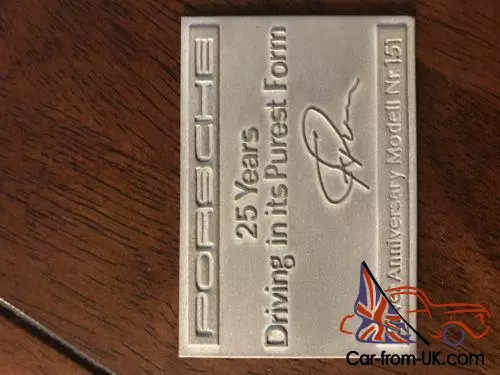 PORSCHE
25 Years
Driving in its Purest Form
Anniversary Modell Nr 151
Car-from-UK.com